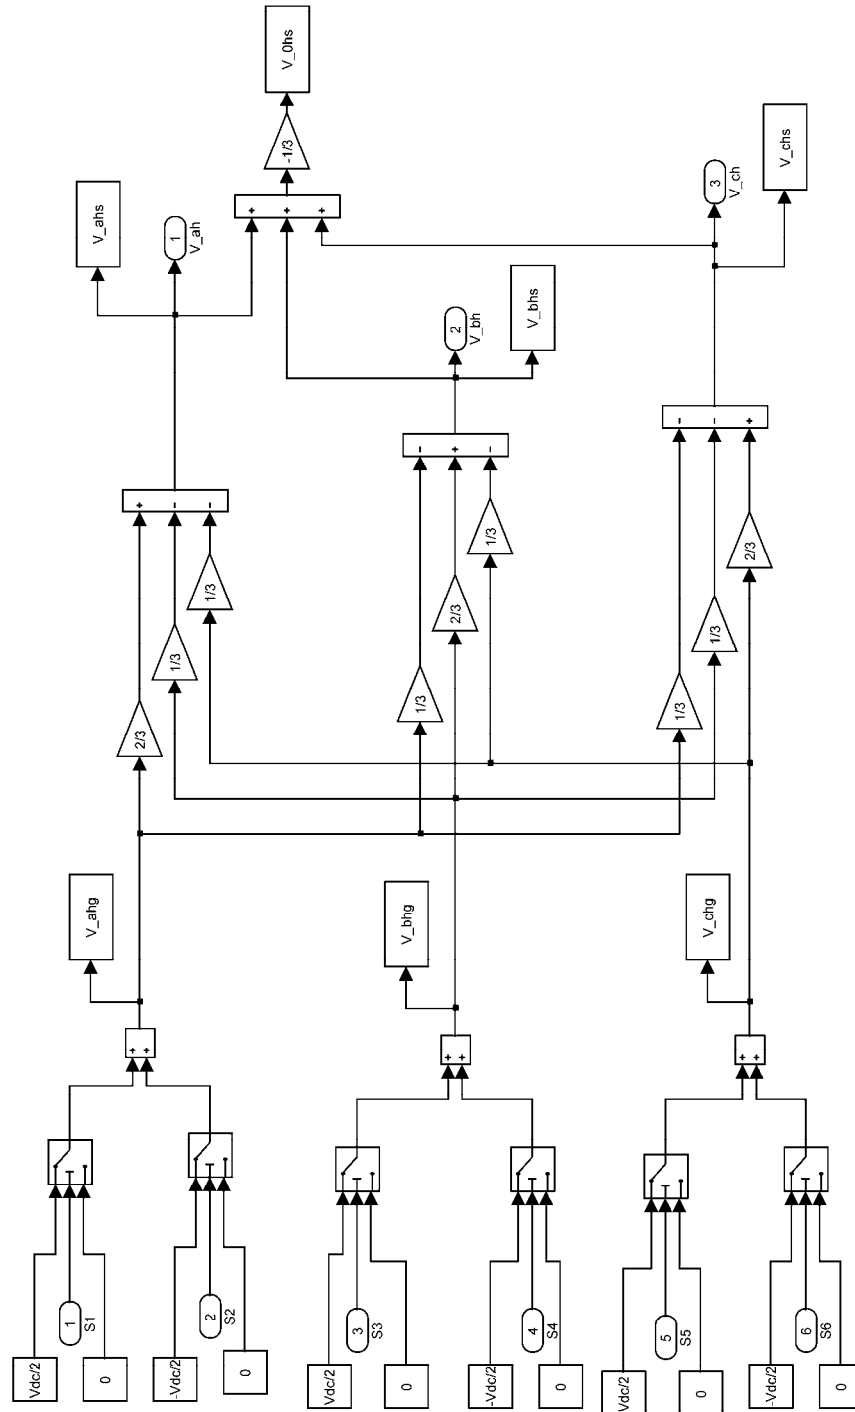 Vdc/2
1
S1
0
-Vdc/2
2
S2
0
Vdc/2
3
S3
0
-Vdc/2
4
S4
0
Vdc/2
5
S5
0
-Vdc/2
6
S6
0
+
+
+
+
+
+
V_ahg
V_bhg
V_chg
2/3
1/3
1/3
1/3
2/3
1/3
1/3
1/3
2/3
+
-
-
-
+
-
-
-
+
V_ahs
1
V_ah
2
V_bh
V_bhs
3
V_ch
V_chs
+
+
+
-1/3
V_0hs